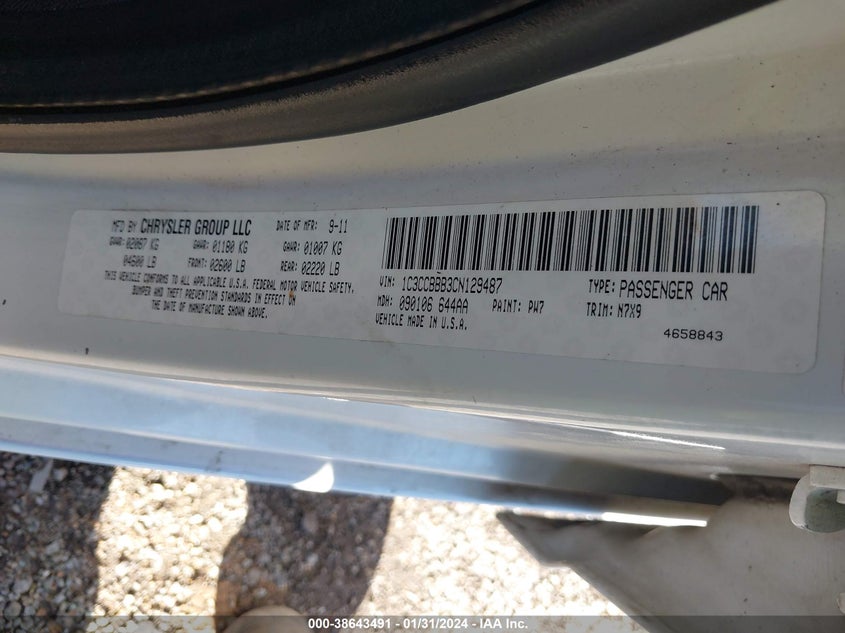 MFD BY CHRYSLER GROUP LLC DATE OF MFR: 9-11
GVWR: 02087 KG GAWR: 01180 KG GAWR: 01007 KG
04600 LB FRONT: 02600 LB REAR: 02220 LB
THIS VEHICLE CONFORMS TO ALL APPLICABLE U.S.A. FEDERAL MOTOR VEHICLE SAFETY,
BUMPER AND THEFT PREVENTION STANDARDS IN EFFECT ON
THE DATE OF MANUFACTURE SHOWN ABOVE.
VIN: 1C3CCBBB3CN129487 TYPE: PASSENGER CAR
MDH: 090106 644AA PAINT: PW7 TRIM: N7X9
VEHICLE MADE IN U.S.A.
4658843
000-38643491 - 01/31/2024 - IAA Inc.